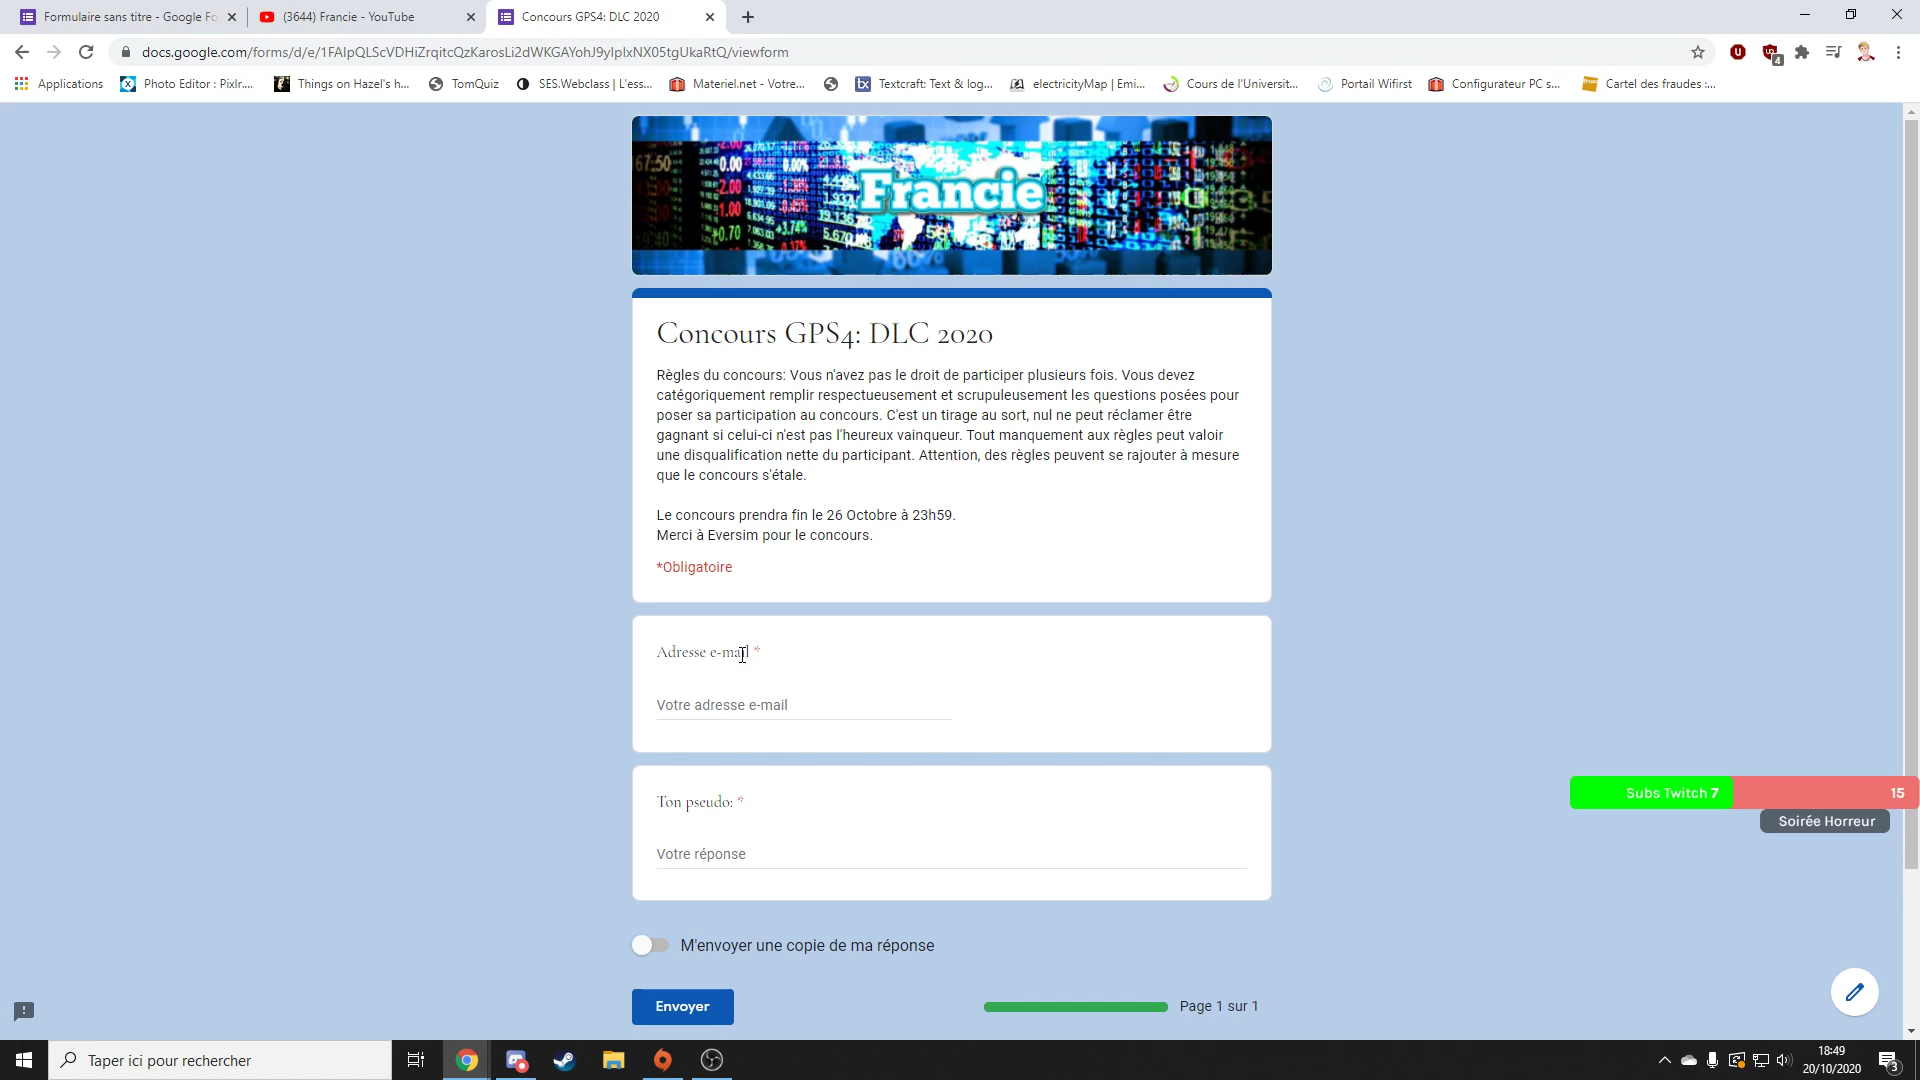 Formulaire sans titre - Google Fo
(3644) Francie - YouTube
Concours GPS4: DLC 2020
docs.google.com/forms/d/e/1FAIpQLScVDHiZrqitcQzKarosLi2dWKGAYohJ9yIpIxNX05tgUkaRtQ/viewform
4
Applications
Photo Editor : Pixlr....
Things on Hazel's h...
TomQuiz
SES.Webclass | L'ess...
Materiel.net - Votre...
Textcraft: Text & log...
electricityMap | Emi...
Cours de l'Universit...
Portail Wifirst
Configurateur PC s...
Cartel des fraudes :...
Francie
Concours GPS4: DLC 2020
Règles du concours: Vous n'avez pas le droit de participer plusieurs fois. Vous devez
catégoriquement remplir respectueusement et scrupuleusement les questions posées pour
poser sa participation au concours. C'est un tirage au sort, nul ne peut réclamer être
gagnant si celui-ci n'est pas l'heureux vainqueur. Tout manquement aux règles peut valoir
une disqualification nette du participant. Attention, des règles peuvent se rajouter à mesure
que le concours s'étale.
Le concours prendra fin le 26 Octobre à 23h59.
Merci à Eversim pour le concours.
*Obligatoire
Adresse e-mail *
Votre adresse e-mail
Ton pseudo: *
Votre réponse
Subs Twitch 7
15
Soirée Horreur
M'envoyer une copie de ma réponse
Envoyer
Page 1 sur 1
Taper ici pour rechercher
18:49
20/10/2020
3